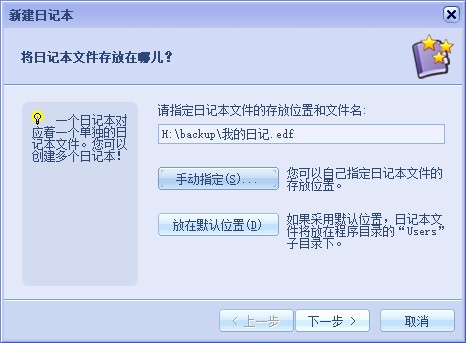 新建日记本
将日记本文件存放在哪儿?
一个日记本对
应着一个单独的日
记本文件。您可以
创建多个日记本!
请指定日记本文件的存放位置和文件名:
H:\backup\我的日记.edf
手动指定(S)...
您可以自己指定日记本文件的
存放位置。
放在默认位置(D)
如果采用默认位置,日记本文
件将放在程序目录的“Users”
子目录下。
< 上一步
下一步 >
取消